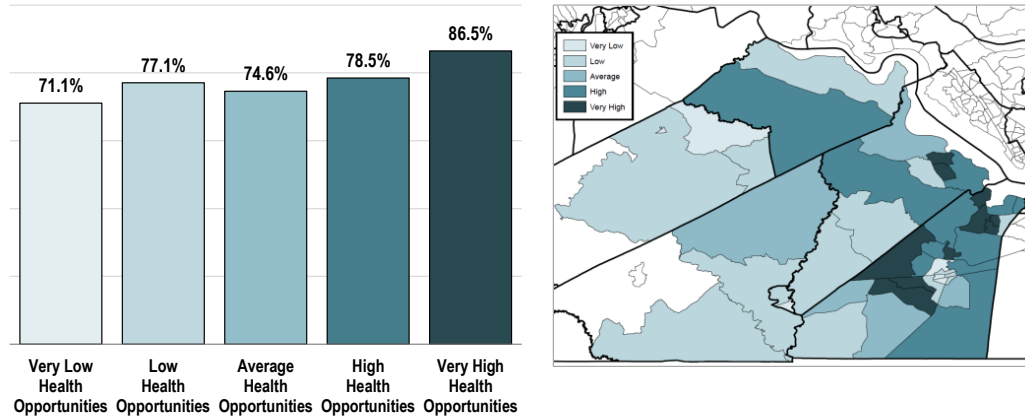 71.1%
77.1%
74.6%
78.5%
86.5%
Very Low
Health
Opportunities
Low
Health
Opportunities
Average
Health
Opportunities
High
Health
Opportunities
Very High
Health
Opportunities
Very Low
Low
Average
High
Very High